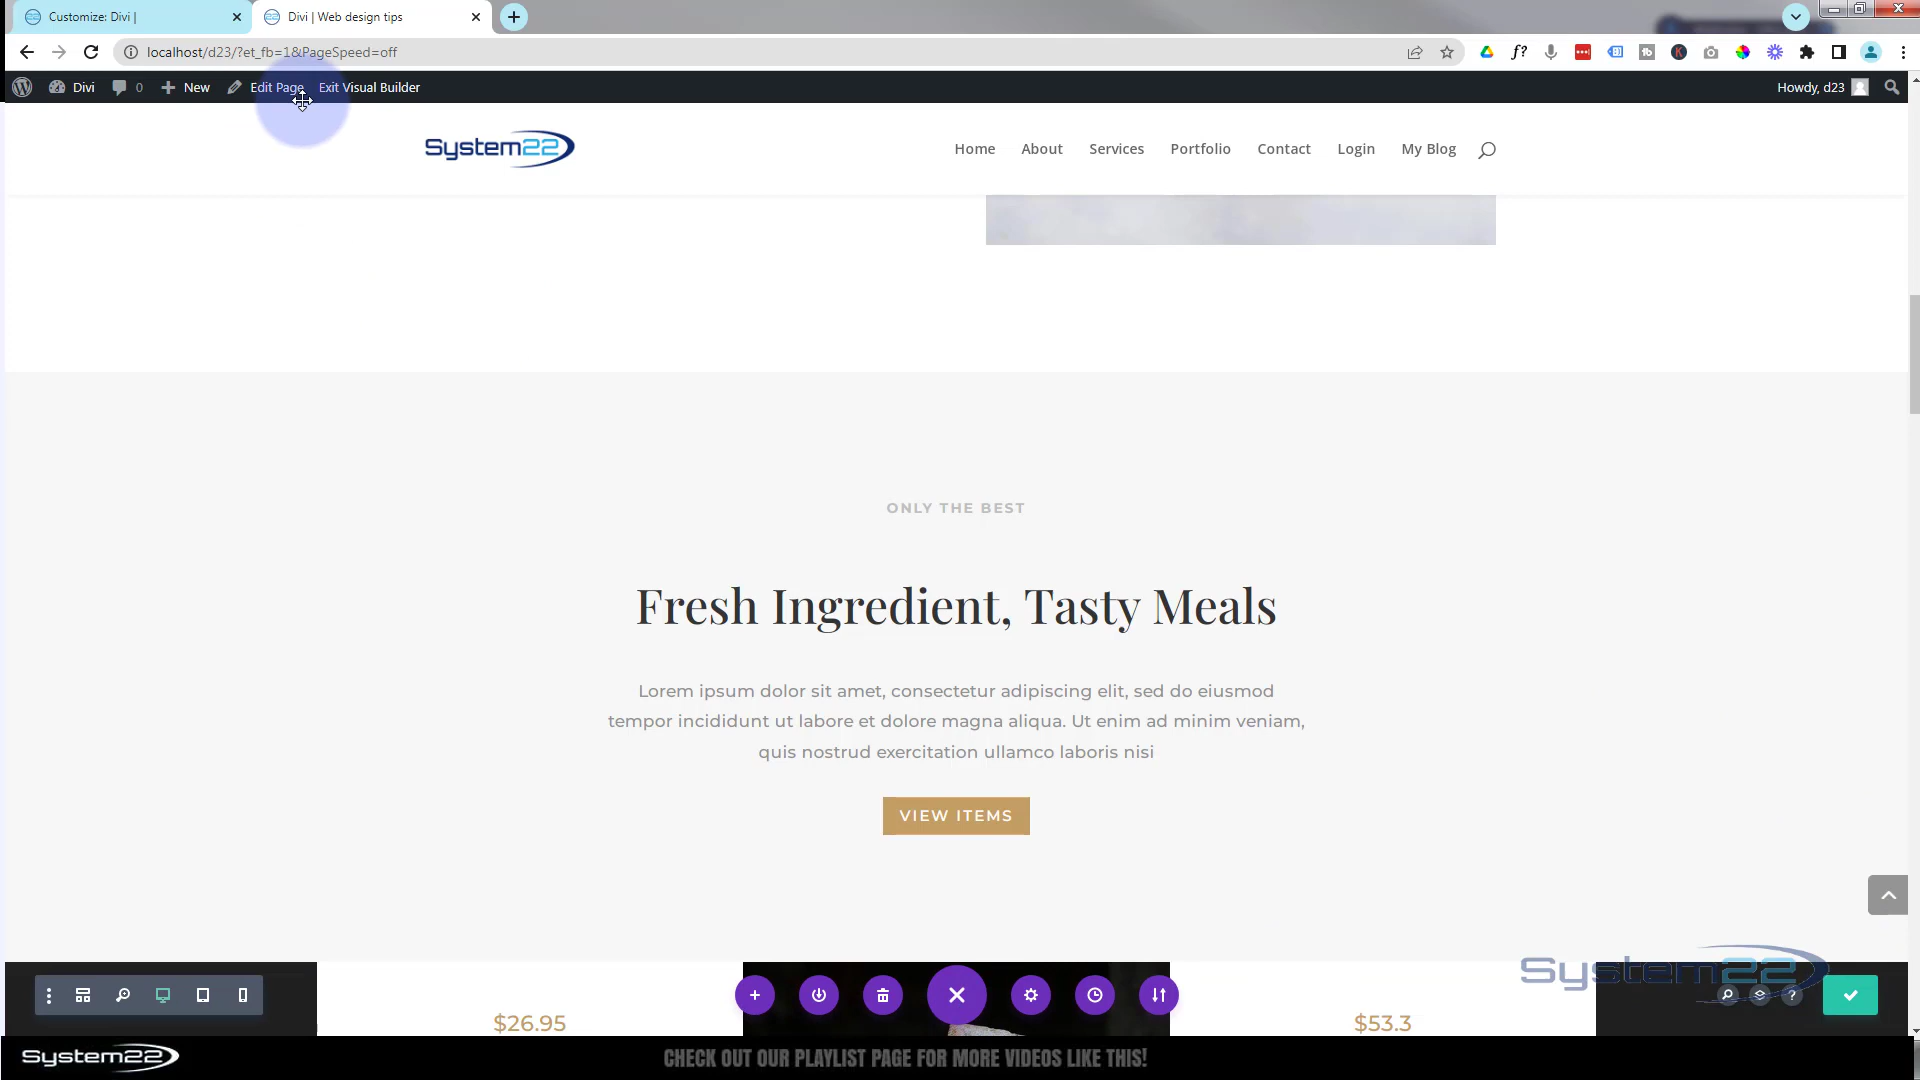 Customize: Divi |
Divi | Web design tips
localhost/d23/?et_fb=1&PageSpeed=off
Divi 0 New Edit Page Exit Visual Builder Howdy, d23
System22
Home About Services Portfolio Contact Login My Blog
ONLY THE BEST
Fresh Ingredient, Tasty Meals
Lorem ipsum dolor sit amet, consectetur adipiscing elit, sed do eiusmod
tempor incididunt ut labore et dolore magna aliqua. Ut enim ad minim veniam,
quis nostrud exercitation ullamco laboris nisi
VIEW ITEMS
System22
$26.95 $53.3
System22
CHECK OUT OUR PLAYLIST PAGE FOR MORE VIDEOS LIKE THIS!